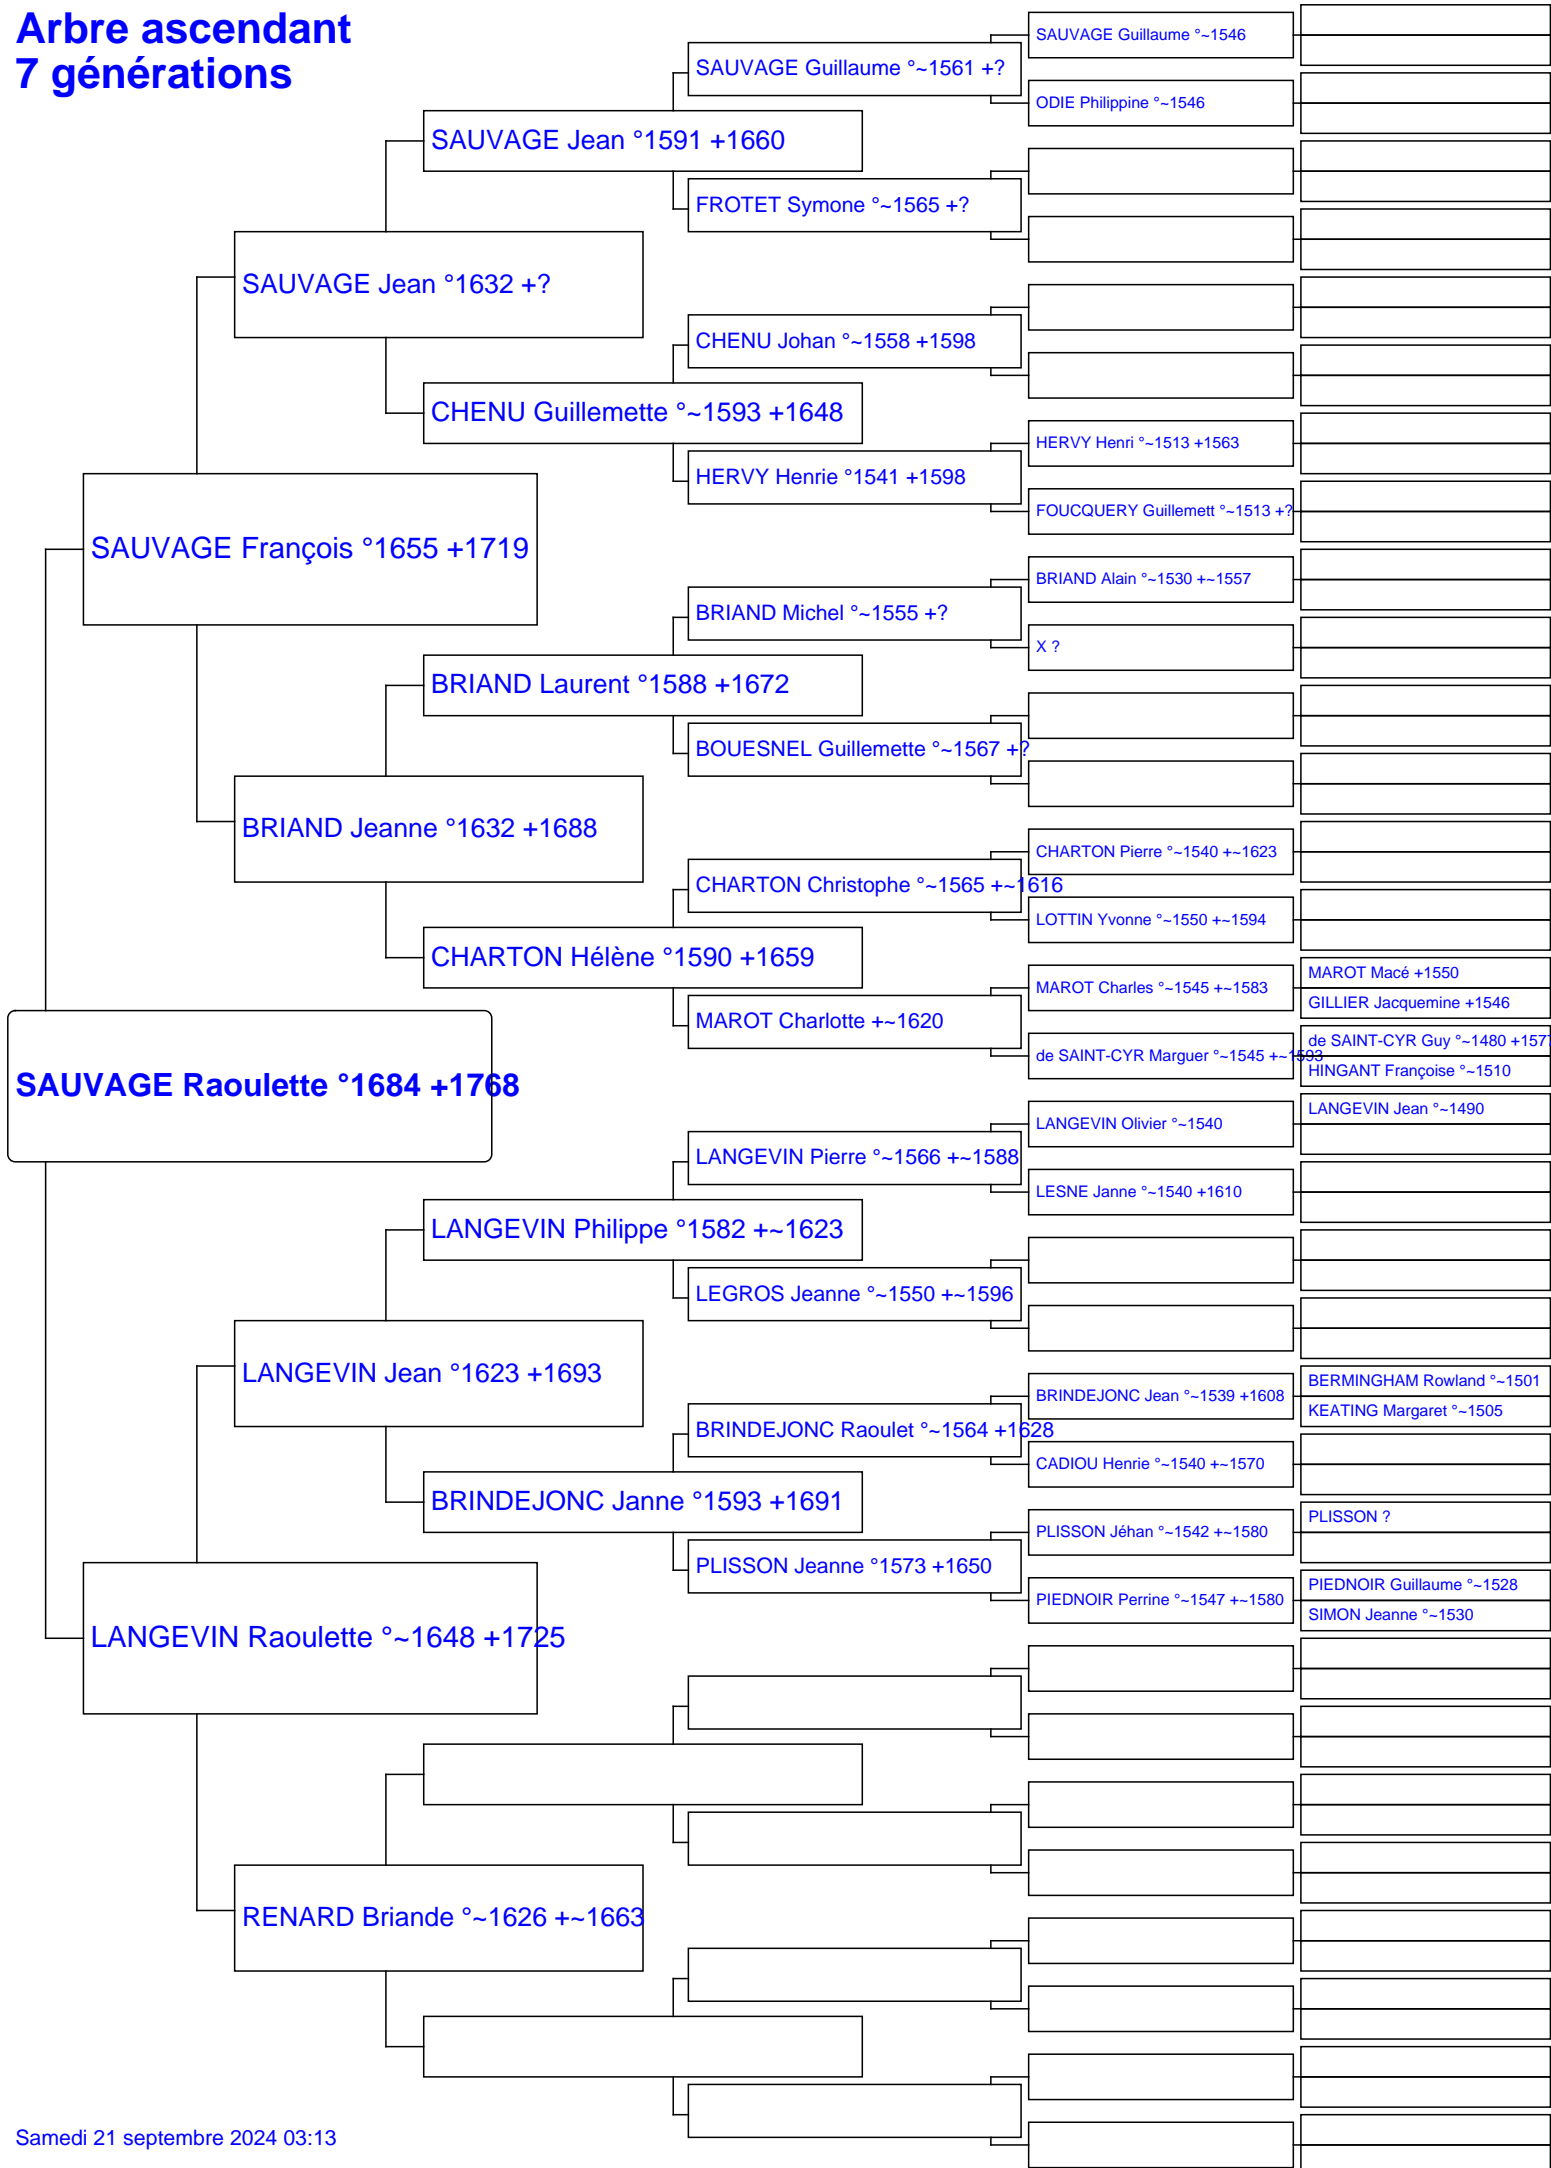 Arbre ascendant
7 générations
SAUVAGE Raoulette °1684 +1768
SAUVAGE François °1655 +1719
LANGEVIN Raoulette °~1648 +1725
SAUVAGE Jean °1632 +?
BRIAND Jeanne °1632 +1688
LANGEVIN Jean °1623 +1693
RENARD Briande °~1626 +~1663
SAUVAGE Jean °1591 +1660
CHENU Guillemette °~1593 +1648
BRIAND Laurent °1588 +1672
CHARTON Hélène °1590 +1659
LANGEVIN Philippe °1582 +~1623
BRINDEJONC Janne °1593 +1691
SAUVAGE Guillaume °~1561 +?
FROTET Symone °~1565 +?
CHENU Johan °~1558 +1598
HERVY Henrie °1541 +1598
BRIAND Michel °~1555 +?
BOUESNEL Guillemette °~1567 +?
CHARTON Christophe °~1565 +~1616
MAROT Charlotte +~1620
LANGEVIN Pierre °~1566 +~1588
LEGROS Jeanne °~1550 +~1596
BRINDEJONC Raoulet °~1564 +1628
PLISSON Jeanne °1573 +1650
SAUVAGE Guillaume °~1546
ODIE Philippine °~1546
HERVY Henri °~1513 +1563
FOUCQUERY Guillemett °~1513 +?
BRIAND Alain °~1530 +~1557
X ?
CHARTON Pierre °~1540 +~1623
LOTTIN Yvonne °~1550 +~1594
MAROT Charles °~1545 +~1583
de SAINT-CYR Marguer °~1545 +~1593
LANGEVIN Olivier °~1540
LESNE Janne °~1540 +1610
BRINDEJONC Jean °~1539 +1608
CADIOU Henrie °~1540 +~1570
PLISSON Jéhan °~1542 +~1580
PIEDNOIR Perrine °~1547 +~1580
MAROT Macé +1550
GILLIER Jacquemine +1546
de SAINT-CYR Guy °~1480 +1577
HINGANT Françoise °~1510
LANGEVIN Jean °~1490
BERMINGHAM Rowland °~1501
KEATING Margaret °~1505
PLISSON ?
PIEDNOIR Guillaume °~1528
SIMON Jeanne °~1530
Samedi 21 septembre 2024 03:13